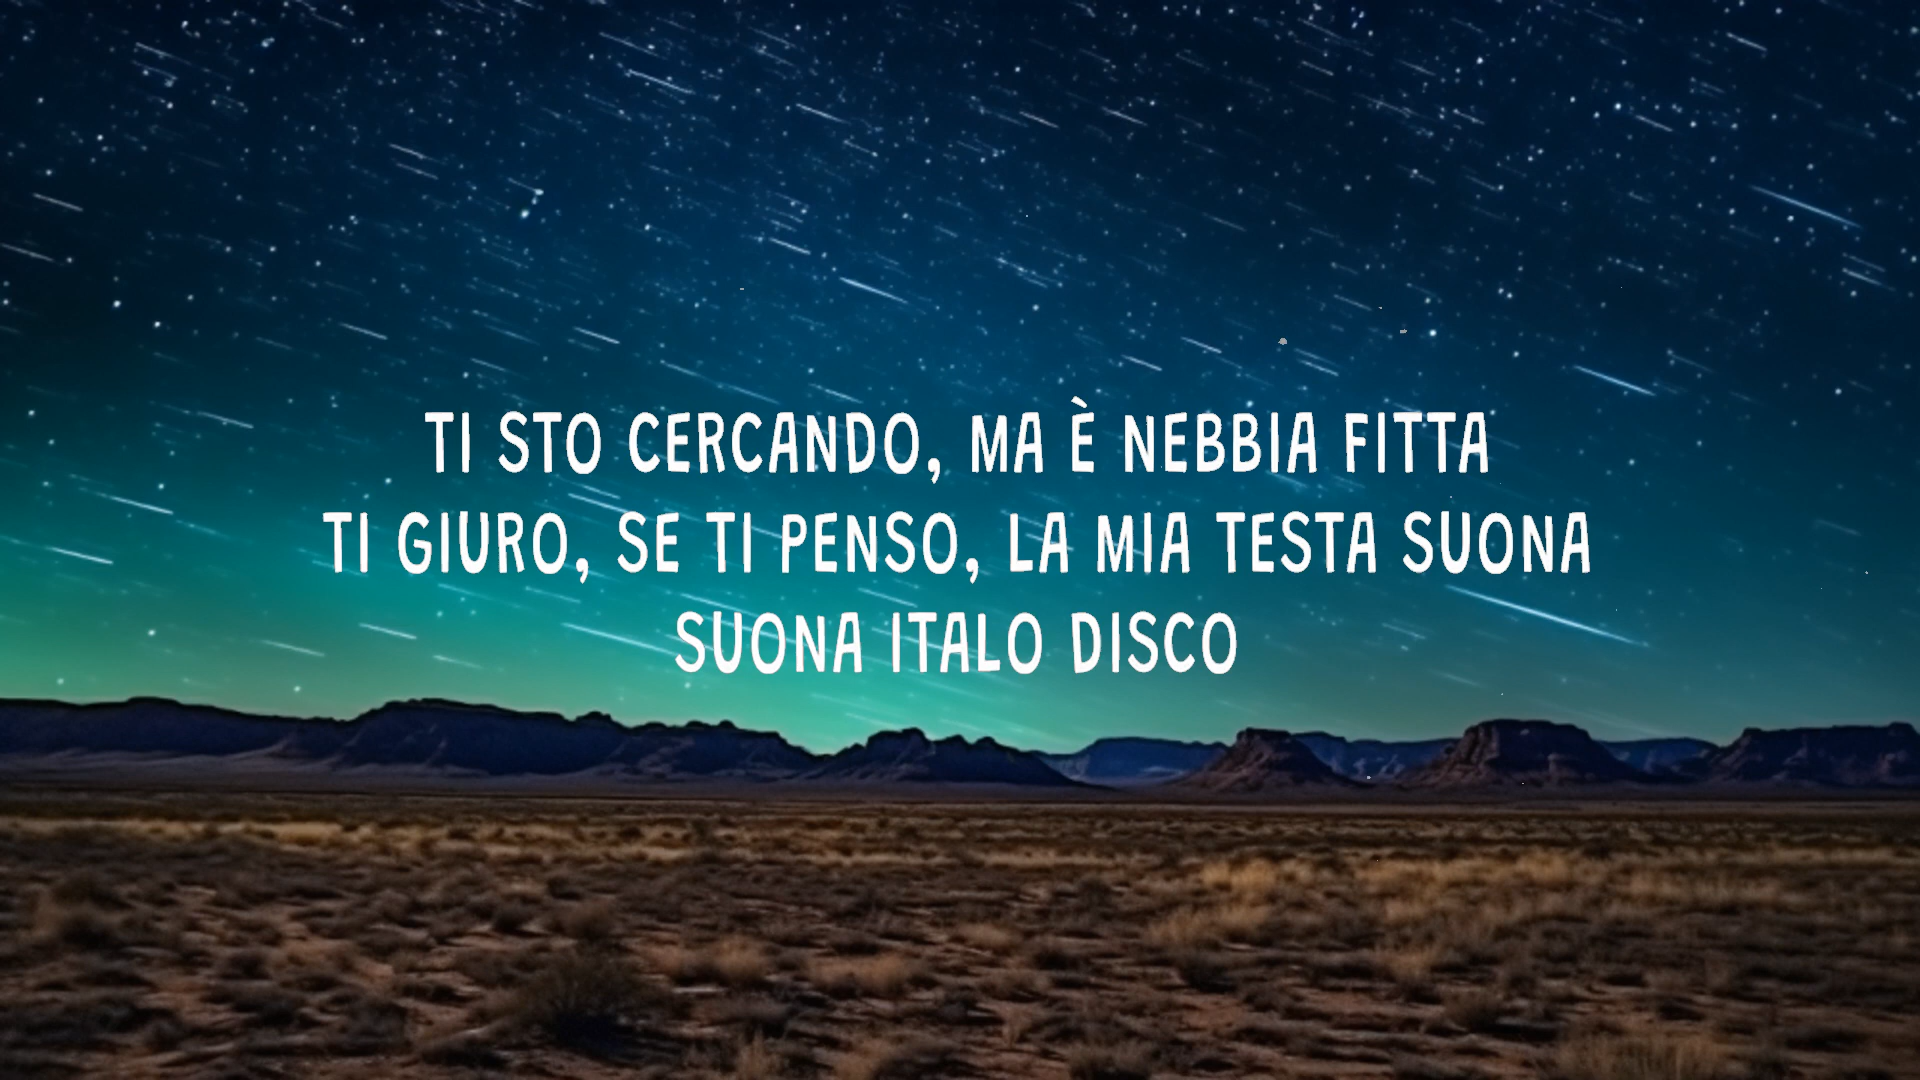 TI STO CERCANDO, MA È NEBBIA FITTA
TI GIURO, SE TI PENSO, LA MIA TESTA SUONA
SUONA ITALO DISCO